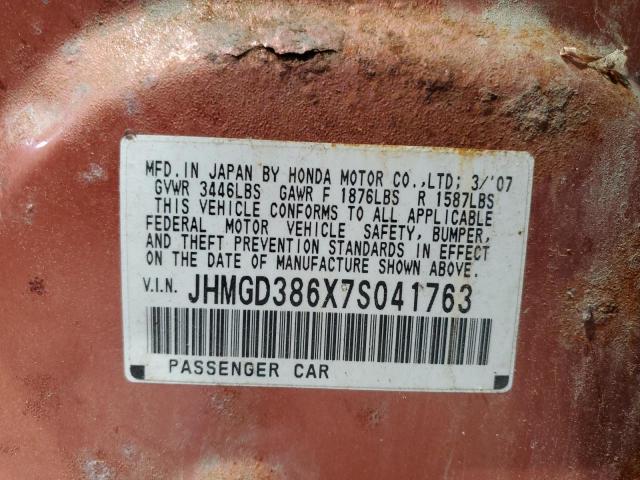 MFD. IN JAPAN BY HONDA MOTOR CO.,LTD; 3/'07
GVWR 3446LBS GAWR F 1876LBS R 1587LBS
THIS VEHICLE CONFORMS TO ALL APPLICABLE
FEDERAL MOTOR VEHICLE SAFETY, BUMPER,
AND THEFT PREVENTION STANDARDS IN EFFECT
ON THE DATE OF MANUFACTURE SHOWN ABOVE.
V.I.N. JHMGD386X7S041763
PASSENGER CAR